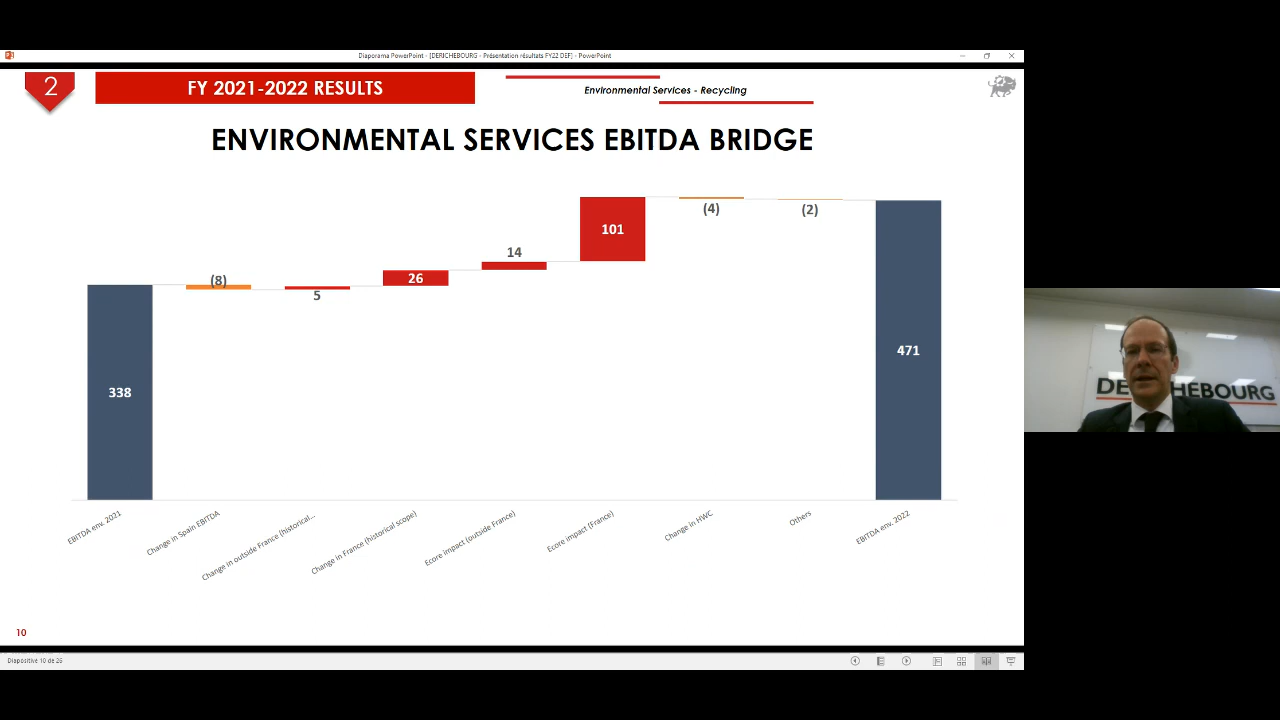 Diaporama PowerPoint - [DERICHEBOURG - Présentation résultats FY22 DEF] - PowerPoint
2
FY 2021-2022 RESULTS
Environmental Services - Recycling
ENVIRONMENTAL SERVICES EBITDA BRIDGE
338
(8)
5
26
14
101
(4)
(2)
471
EBITDA env. 2021
Change in Spain EBITDA
Change in outside France (historical...
Change in France (historical scope)
Ecore impact (outside France)
Ecore impact (France)
Change in HWC
Others
EBITDA env. 2022
DERICHEBOURG
10
Diapositive 10 de 26